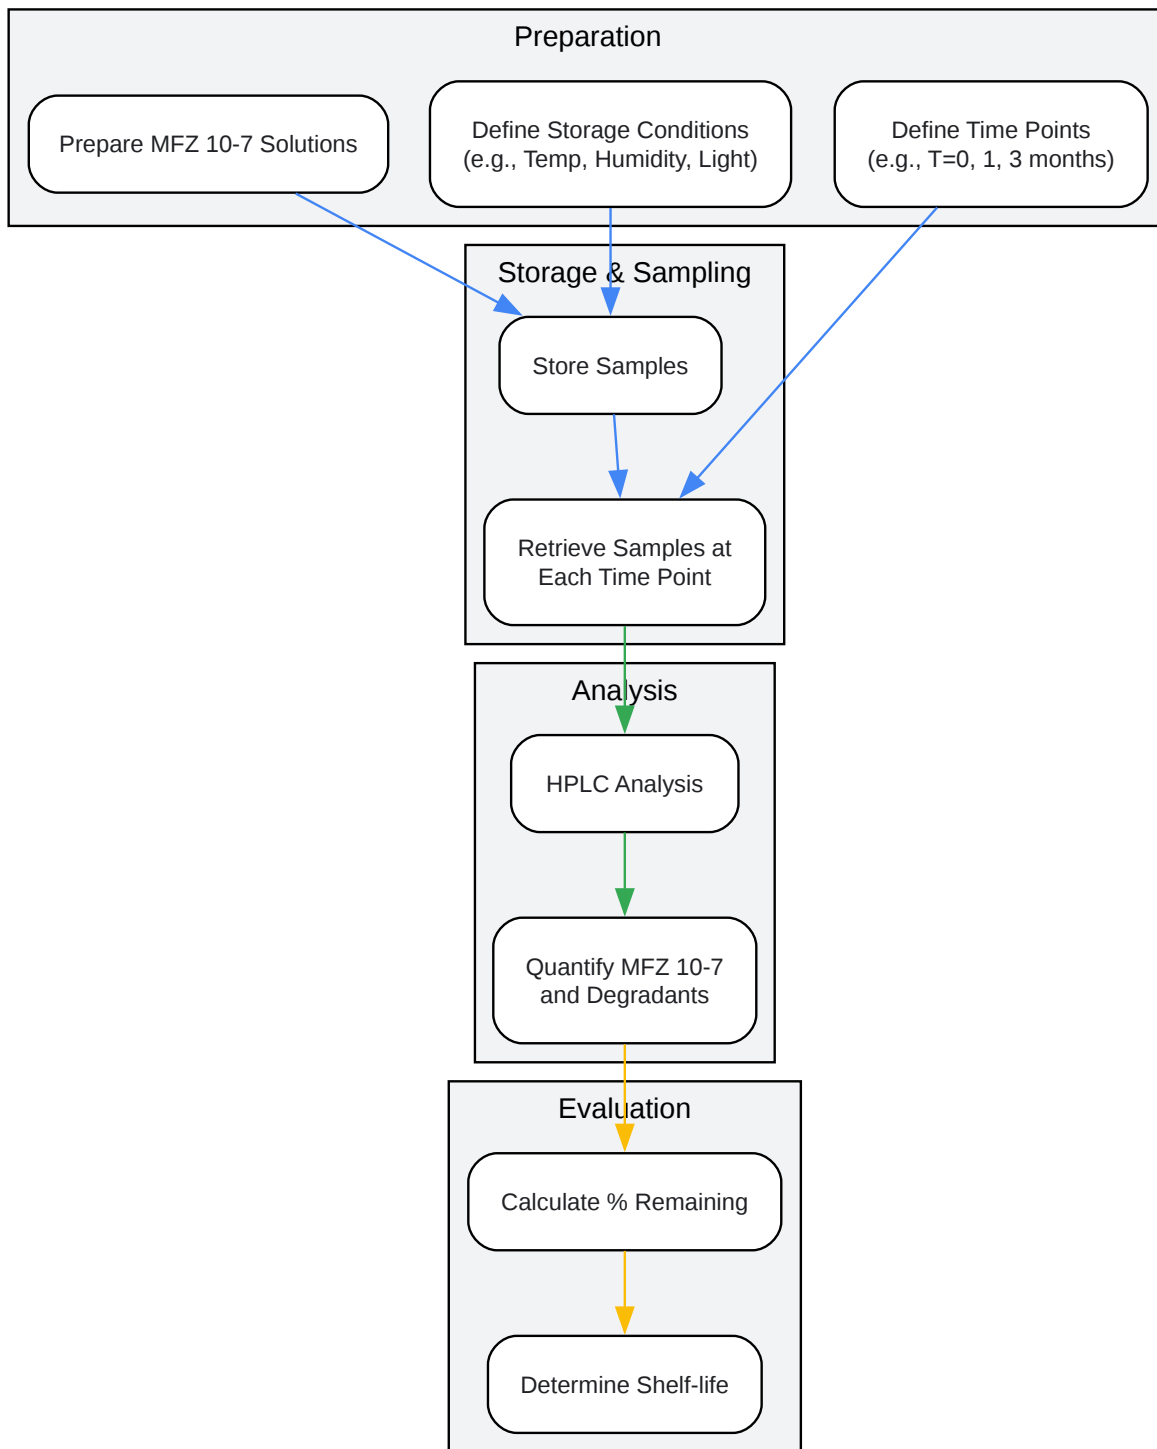 Preparation
Prepare MFZ 10-7 Solutions
Define Storage Conditions
(e.g., Temp, Humidity, Light)
Define Time Points
(e.g., T=0, 1, 3 months)
Storage & Sampling
Store Samples
Retrieve Samples at
Each Time Point
Analysis
HPLC Analysis
Quantify MFZ 10-7
and Degradants
Evaluation
Calculate % Remaining
Determine Shelf-life